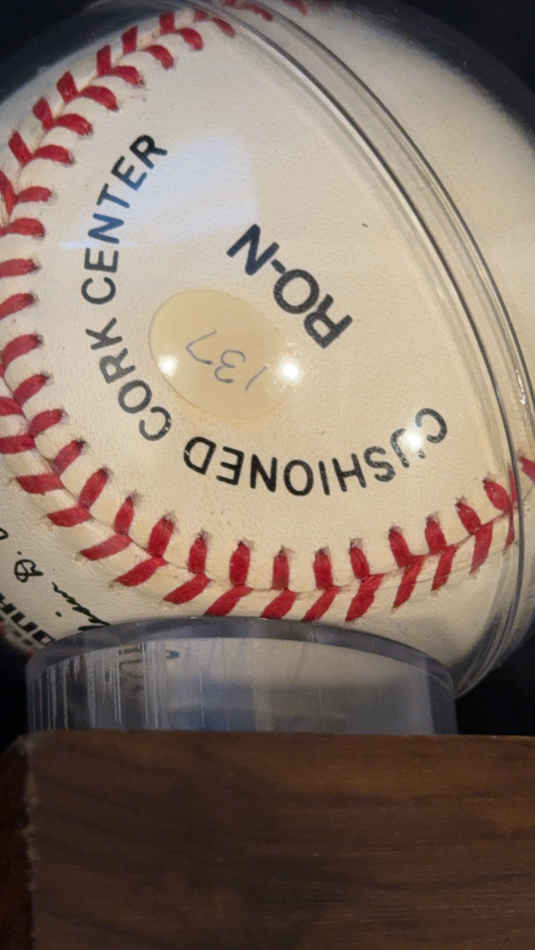 CUSHIONED CORK CENTER
RO-N
137